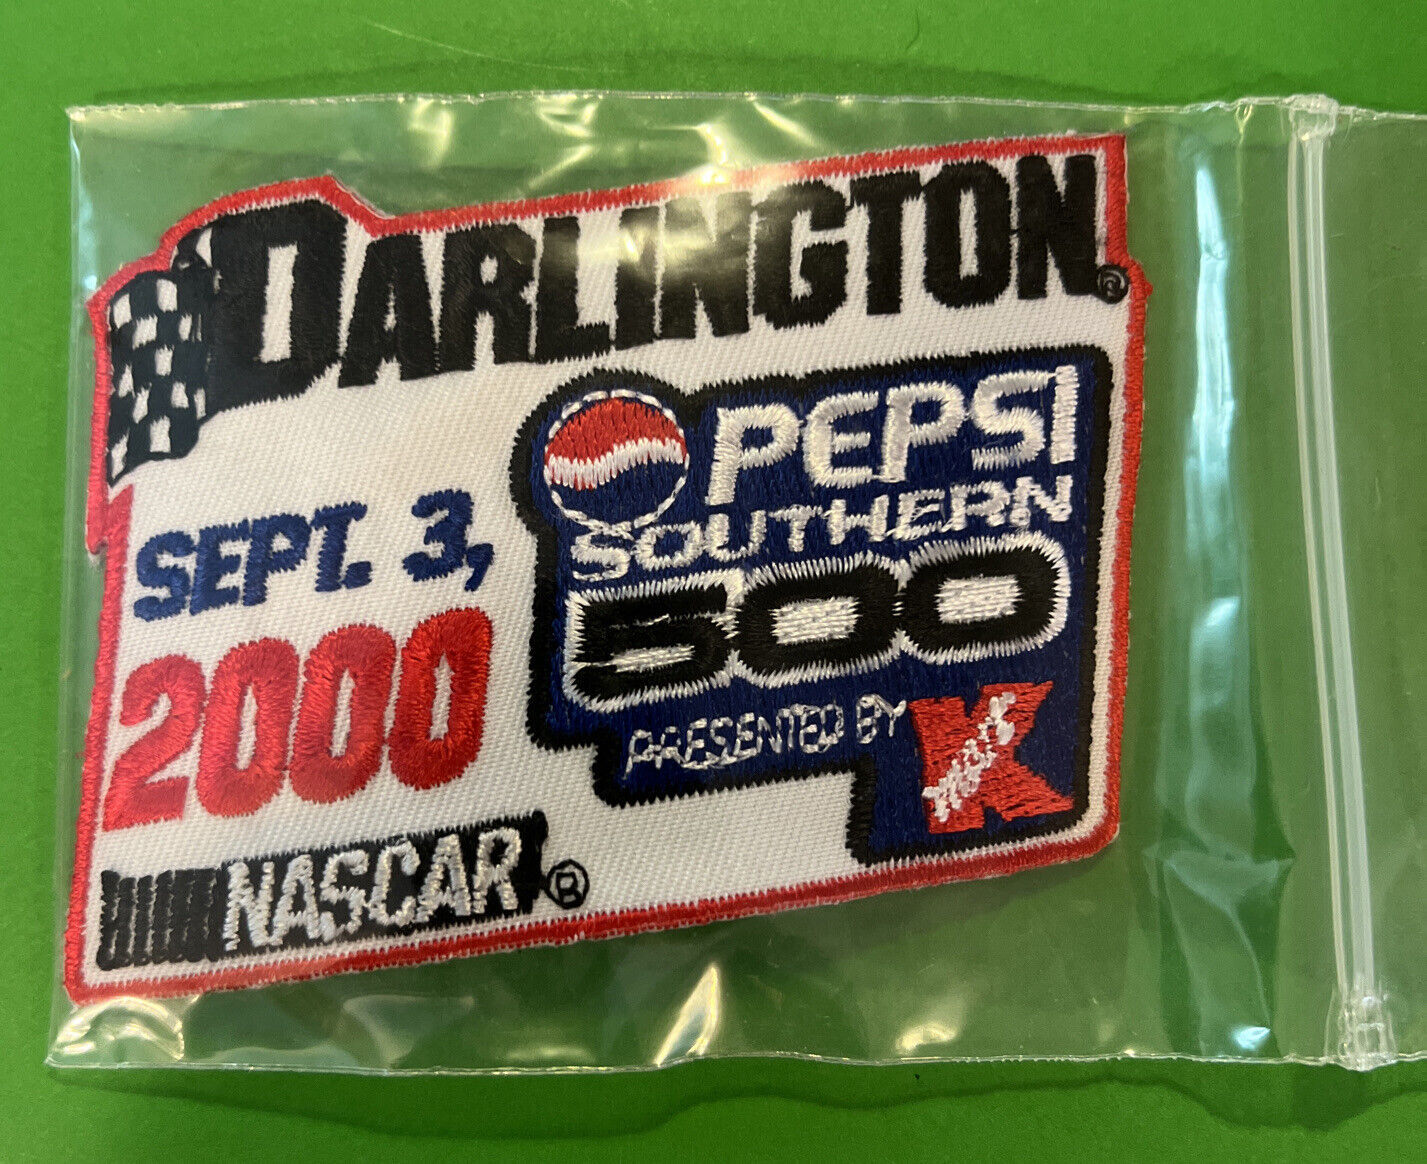 DARLINGTON®
SEPT. 3,
2000
PEPSI
SOUTHERN
500
PRESENTED BY
K
NASCAR®